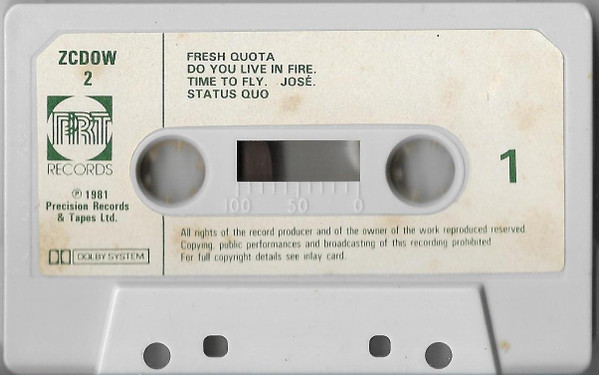 ZCDOW
2
PRT
RECORDS
℗ 1981
Precision Records
& Tapes Ltd.
DOLBY SYSTEM
FRESH QUOTA
DO YOU LIVE IN FIRE.
TIME TO FLY. JOSÉ.
STATUS QUO
1
100 50 0
All rights of the record producer and of the owner of the work reproduced reserved.
Copying, public performances and broadcasting of this recording prohibited
For full copyright details see inlay card.